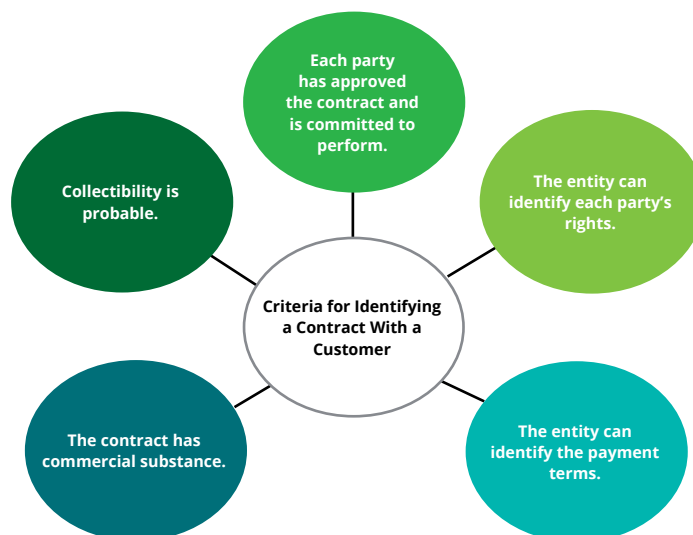 Each party
has approved
the contract and
is committed to
perform.
The entity can
identify each party’s
rights.
The entity can
identify the payment
terms.
The contract has
commercial substance.
Collectibility is
probable.
Criteria for Identifying
a Contract With a
Customer